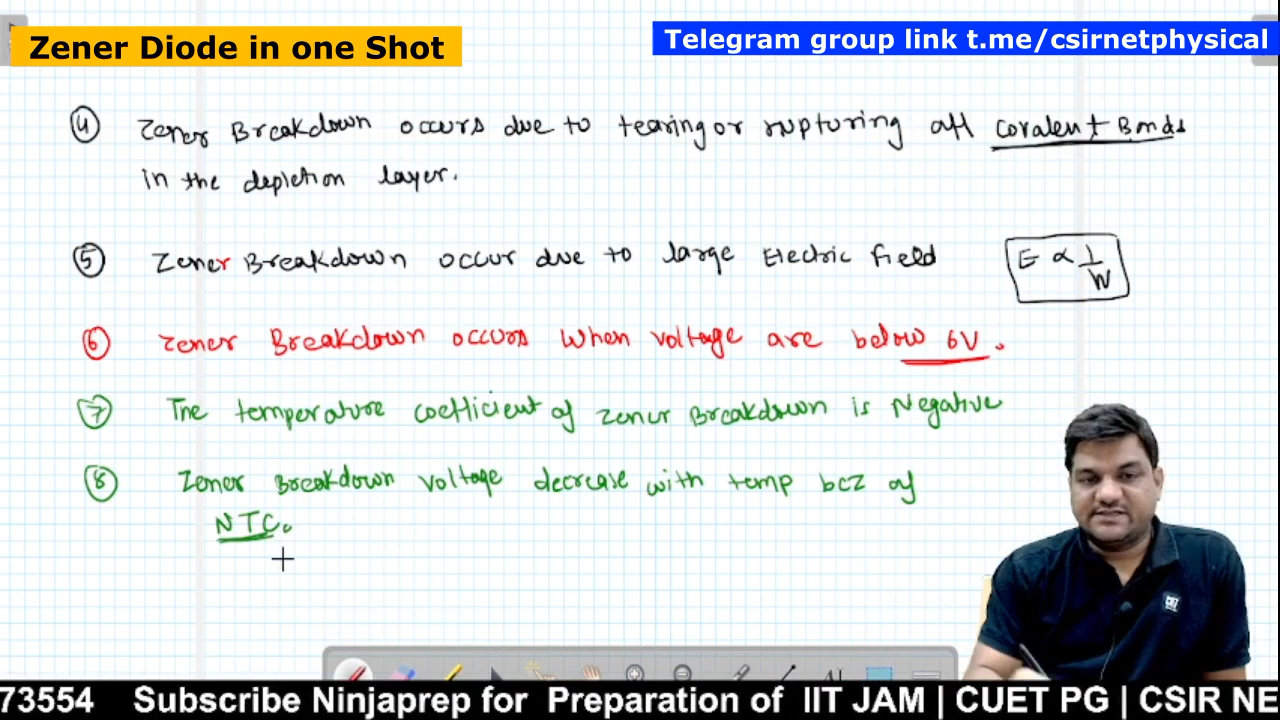 Zener Diode in one Shot
Telegram group link t.me/csirnetphysical
④ Zener Breakdown occurs due to tearing or rupturing off Covalent Bonds
in the depletion layer.
⑤ Zener Breakdown occur due to large Electric field E ∝ 1/W
⑥ Zener Breakdown occurs when voltage are below 6V.
⑦ The temperature coefficient of Zener Breakdown is Negative
⑧ Zener Breakdown voltage decrease with temp bcz of
NTC.
73554 Subscribe Ninjaprep for Preparation of IIT JAM | CUET PG | CSIR NE